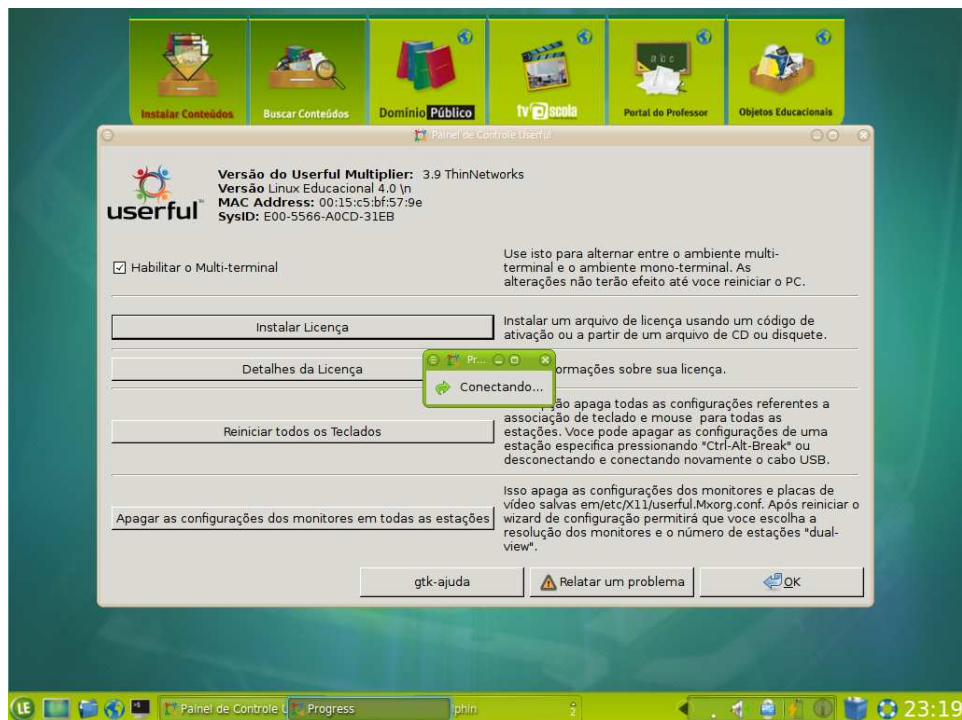 Instalar Conteúdos
Buscar Conteúdos
Domínio Público
tv escola
Portal do Professor
Objetos Educacionais
abc
Painel de Controle Userful
userful
Versão do Userful Multiplier: 3.9 ThinNetworks
Versão Linux Educacional 4.0 \n
MAC Address: 00:15:c5:bf:57:9e
SysID: E00-5566-A0CD-31EB
Habilitar o Multi-terminal
Use isto para alternar entre o ambiente multi-
terminal e o ambiente mono-terminal. As
alterações não terão efeito até voce reiniciar o PC.
Instalar Licença
Instalar um arquivo de licença usando um código de
ativação ou a partir de um arquivo de CD ou disquete.
Detalhes da Licença
ormações sobre sua licença.
Pr...
Conectando...
Reiniciar todos os Teclados
ção apaga todas as configurações referentes a
associação de teclado e mouse para todas as
estações. Voce pode apagar as configurações de uma
estação especifica pressionando "Ctrl-Alt-Break" ou
desconectando e conectando novamente o cabo USB.
Apagar as configurações dos monitores em todas as estações
Isso apaga as configurações dos monitores e placas de
vídeo salvas em/etc/X11/userful.Mxorg.conf. Após reiniciar o
wizard de configuração permitirá que voce escolha a
resolução dos monitores e o número de estações "dual-
view".
gtk-ajuda
Relatar um problema
OK
LE
Painel de Controle U
Progress
lphin
2
23:19